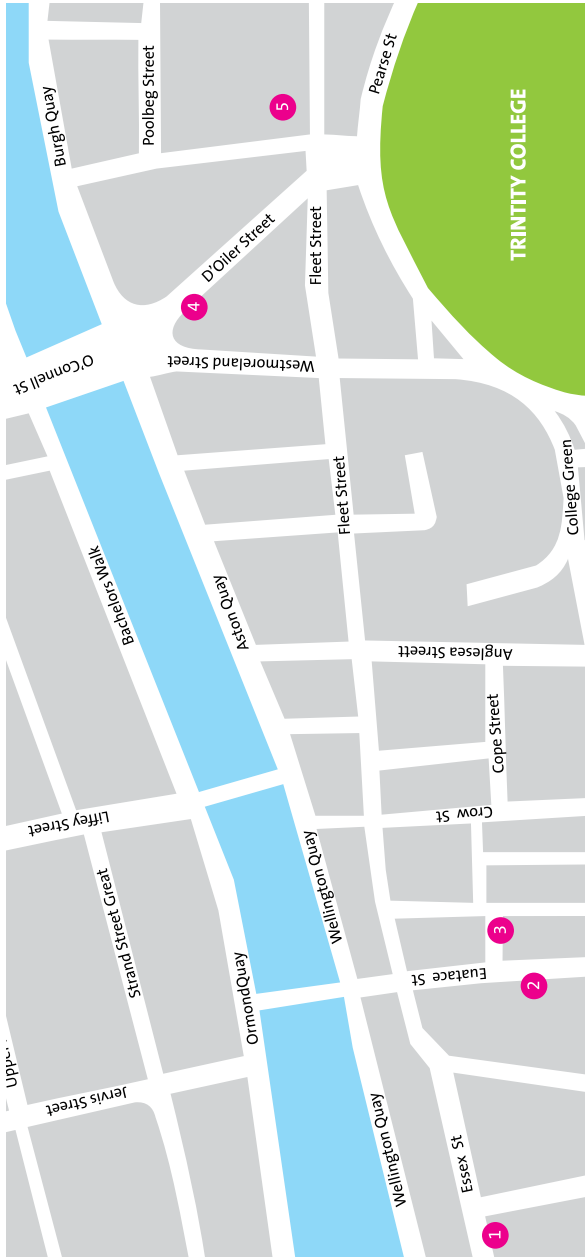 Burgh Quay
Poolbeg Street
5
Pearse St
TRINTITY COLLEGE
D'Oiler Street
Fleet Street
4
O'Connell St
Westmoreland Street
Fleet Street
College Green
Bachelors Walk
Aston Quay
Anglesea Streett
Cope Street
Liffey Street
Crow St
Wellington Quay
Strand Street Great
3
Eustace St
2
OrmondQuay
Jervis Street
Wellington Quay
Essex St
1